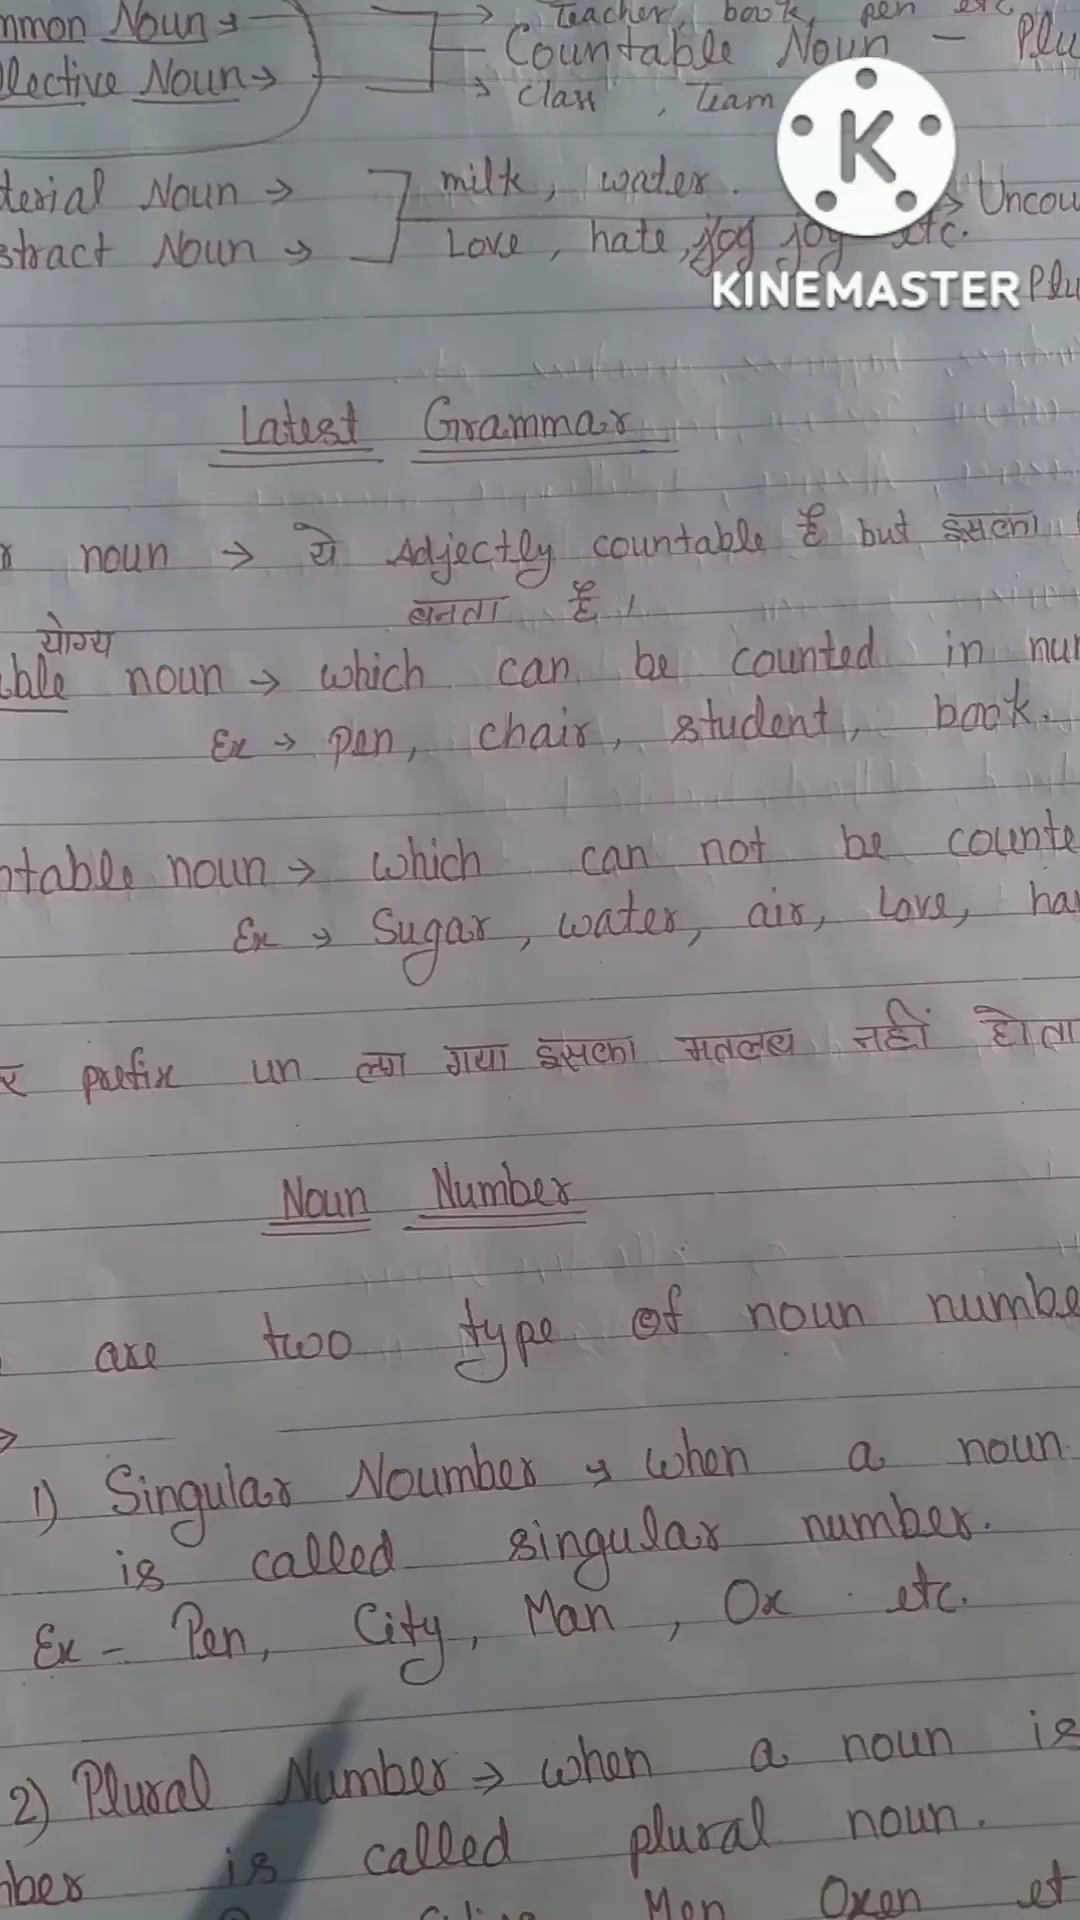 mmon Noun → → Teacher, book, pen etc
Countable Noun - Plu
llective Noun → → class , Team
K
terial Noun → milk, water. → Uncou
stract Noun → Love, hate, joy etc.
KINEMASTER Plu
Latest Grammar
noun → ये Adjectly countable है but इसका
बनता है।
योग्य
able noun → which can be counted in num
Ex → pen, chair, student, book.
ntable noun → which can not be counte
Ex → Sugar, water, air, Love, ha
र prefix un लग गया इसका मतलब नहीं होता
Noun Number
are two type of noun numbe
→
1) Singular Noumber → when a noun
is called singular number.
Ex - Pen, City, Man, Ox etc.
2) Plural Number → when a noun is
mber is called plural noun.
Men Oxen et